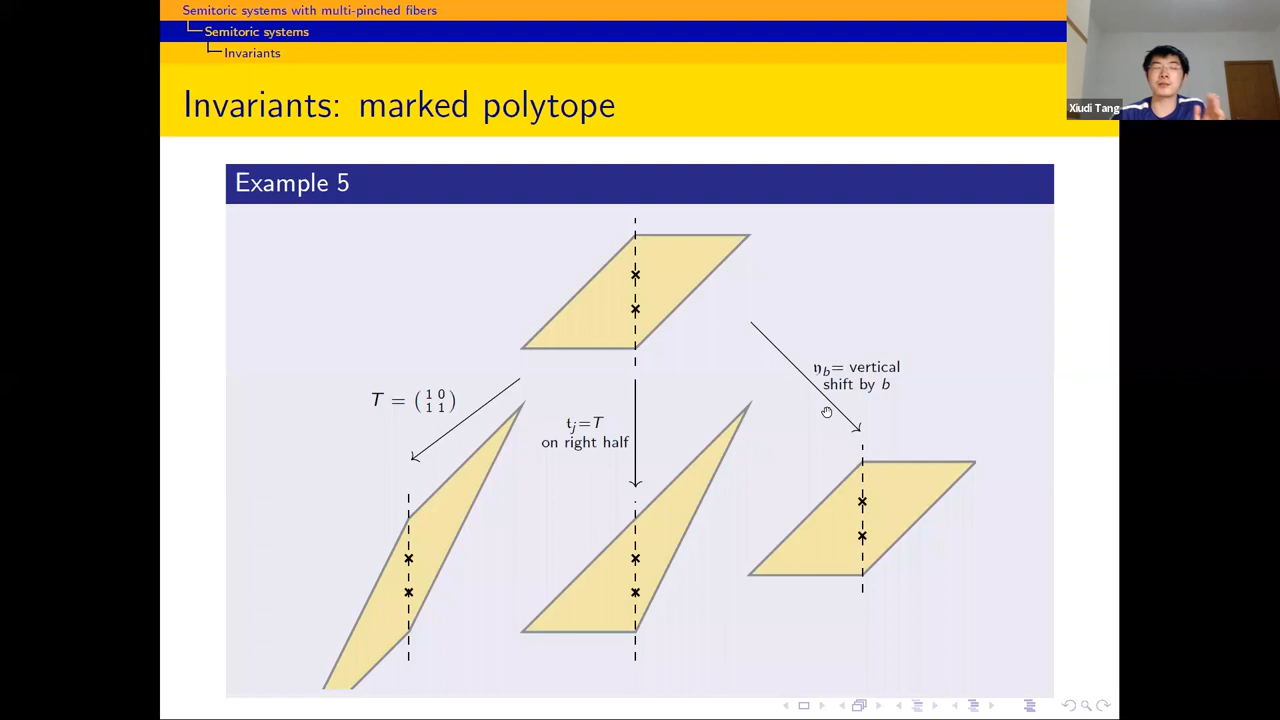 Semitoric systems with multi-pinched fibers
Semitoric systems
Invariants
Invariants: marked polytope
Xiudi Tang
Example 5
𝔶_b = vertical
shift by b
T = (1 0
1 1)
𝔱_j = T
on right half